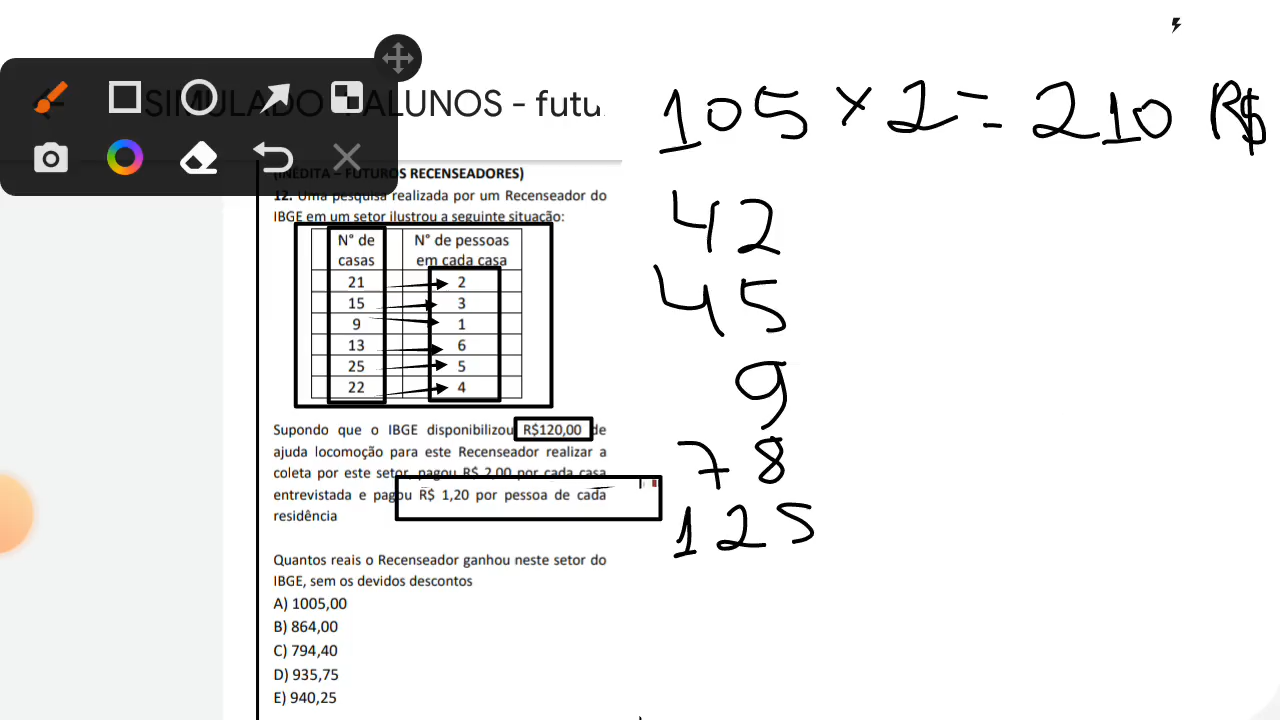 SIMULADO ALUNOS - futu
105 × 2 = 210 R$
(INÉDITA – FUTUROS RECENSEADORES)
12. Uma pesquisa realizada por um Recenseador do
IBGE em um setor ilustrou a seguinte situação:
N° de casas N° de pessoas em cada casa
21 2
15 3
9 1
13 6
25 5
22 4
42
45
9
78
125
Supondo que o IBGE disponibilizou R$120,00 de
ajuda locomoção para este Recenseador realizar a
coleta por este setor, pagou R$ 2,00 por cada casa
entrevistada e pagou R$ 1,20 por pessoa de cada
residência
Quantos reais o Recenseador ganhou neste setor do
IBGE, sem os devidos descontos
A) 1005,00
B) 864,00
C) 794,40
D) 935,75
E) 940,25